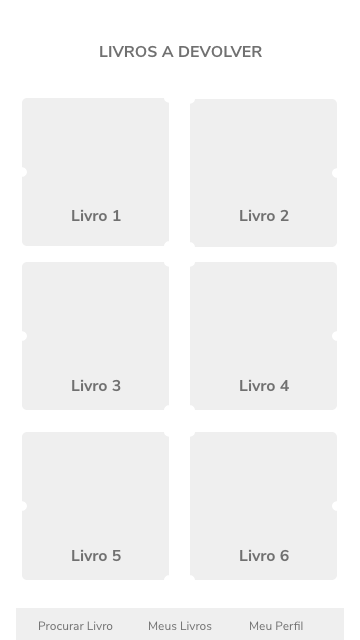 LIVROS A DEVOLVER
Livro 1
Livro 2
Livro 3
Livro 4
Livro 5
Livro 6
Procurar Livro
Meus Livros
Meu Perfil